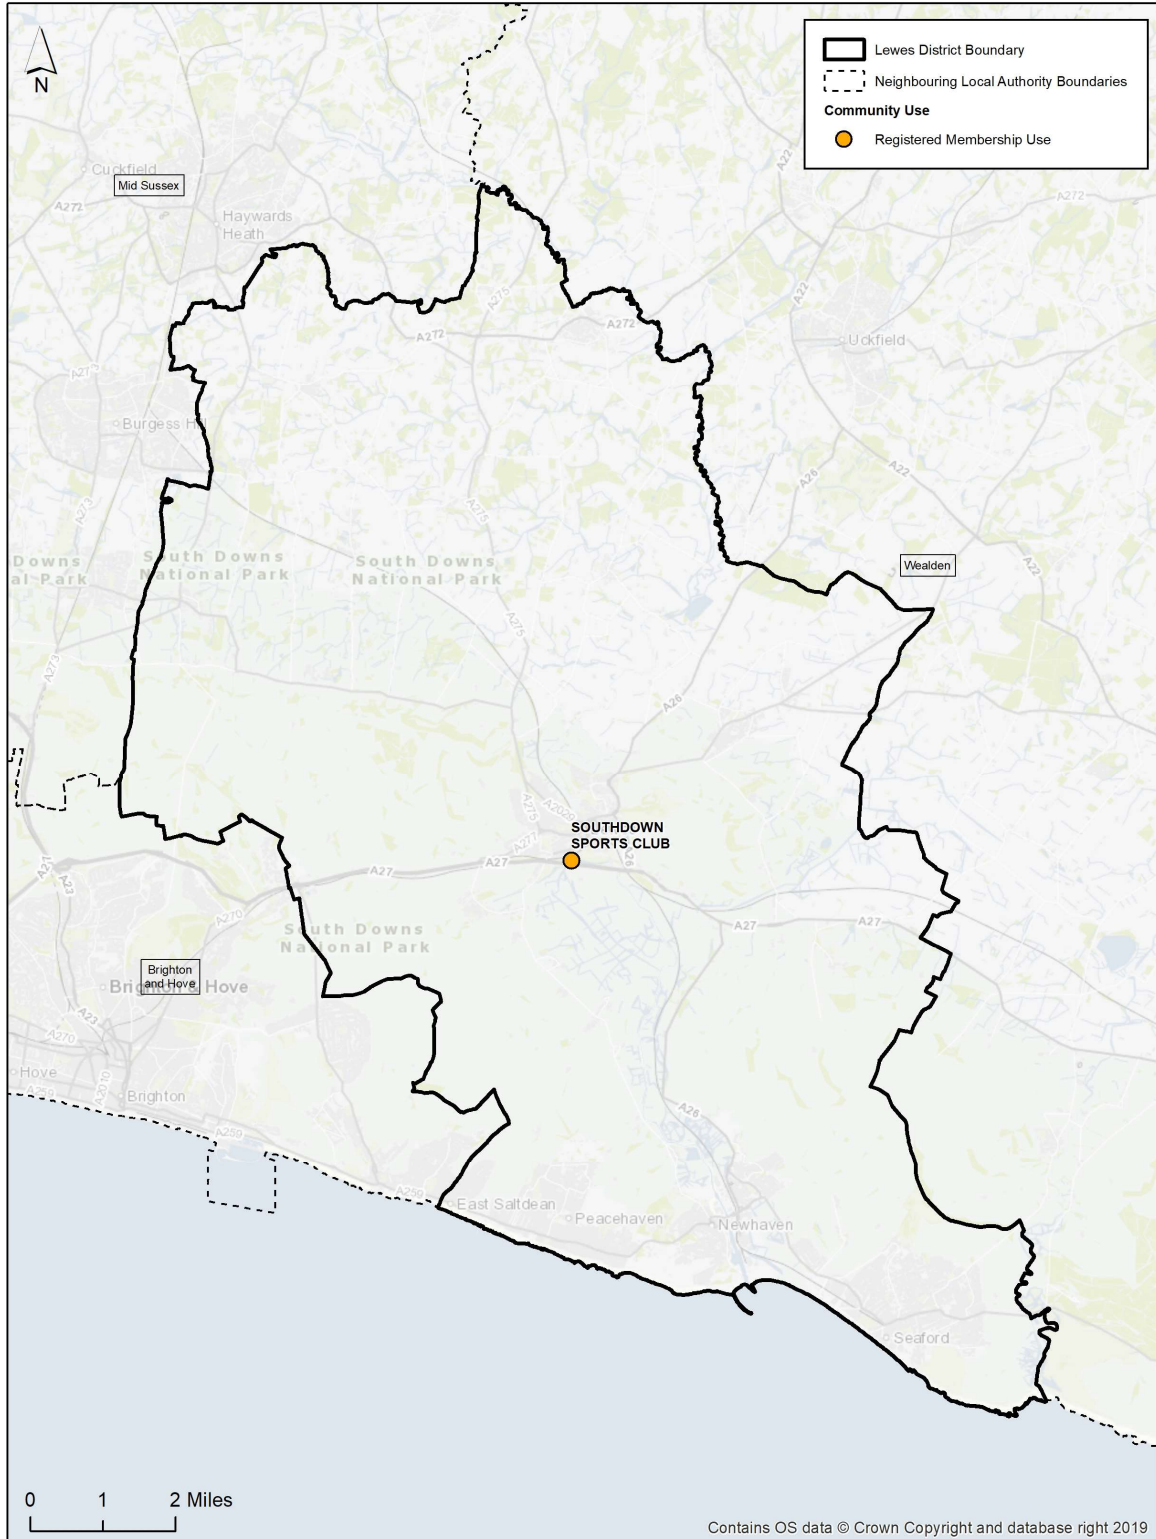 N
Lewes District Boundary
Neighbouring Local Authority Boundaries
Community Use
Registered Membership Use
Cuckfield
Mid Sussex
A272
Haywards
Heath
A22
A272
A275
A272
A272
A22
Uckfield
A273
Burgess Hill
A26
A22
A273
A275
Downs
al Park
South Downs
National Park
South Downs
National Park
Wealden
A22
A275
A273
A26
A275
A2029
A277
SOUTHDOWN
SPORTS CLUB
A26
A27
A27
A27
A27
A21
A23
A270
South Downs
National Park
Brighton
and Hove
Brighton & Hove
A23
A270
Hove
A259
A2010
Brighton
A259
A26
A259
East Saltdean
Peacehaven
Newhaven
Seaford
0 1 2 Miles
Contains OS data © Crown Copyright and database right 2019